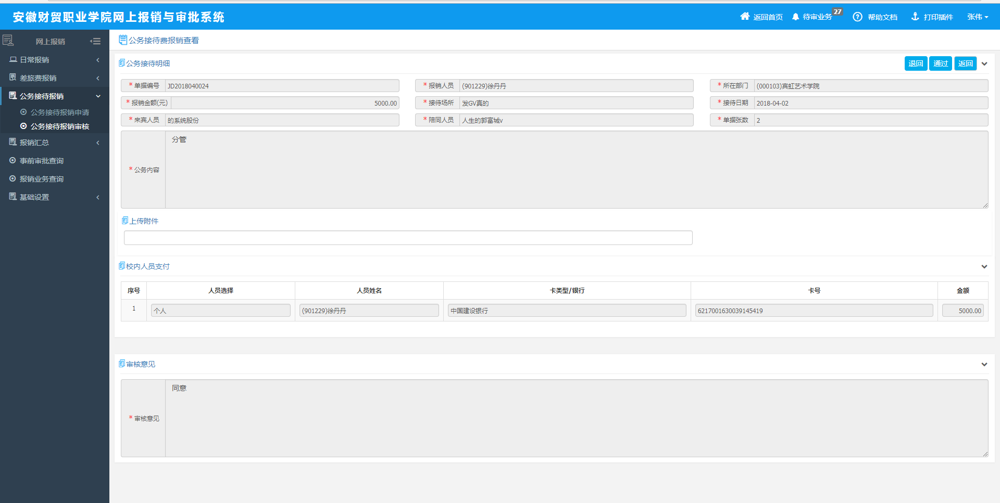 安徽财贸职业学院网上报销与审批系统
返回首页 待审业务 27 帮助文档 打印插件 张伟
网上报销
日常报销
差旅费报销
公务接待报销
公务接待报销申请
公务接待报销审核
报销汇总
事前审批查询
报销业务查询
基础设置
公务接待费报销查看
公务接待明细
退回 通过 返回
* 单据编号 JD2018040024 * 报销人员 (901229)徐丹丹 * 所在部门 (000103)宾虹艺术学院
* 报销金额(元) 5000.00 * 接待场所 发GV真的 * 接待日期 2018-04-02
* 来宾人员 的系统股份 * 陪同人员 人生的郭富城v * 单据张数 2
* 公务内容 分管
上传附件
校内人员支付
序号 人员选择 人员姓名 卡类型/银行 卡号 金额
1 个人 (901229)徐丹丹 中国建设银行 6217001630039145419 5000.00
审核意见
* 审核意见 同意